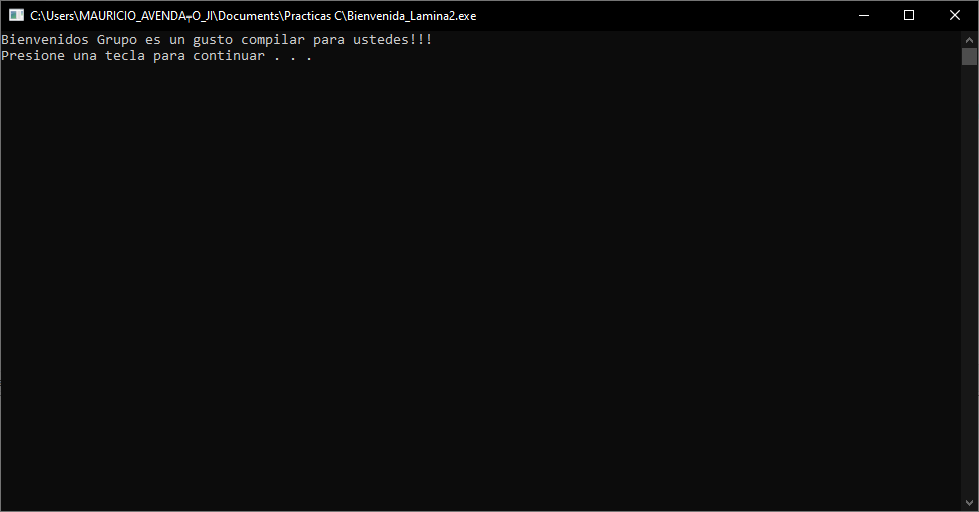 C:\Users\MAURICIO_AVENDA╤O_JI\Documents\Practicas C\Bienvenida_Lamina2.exe
Bienvenidos Grupo es un gusto compilar para ustedes!!!
Presione una tecla para continuar . . .